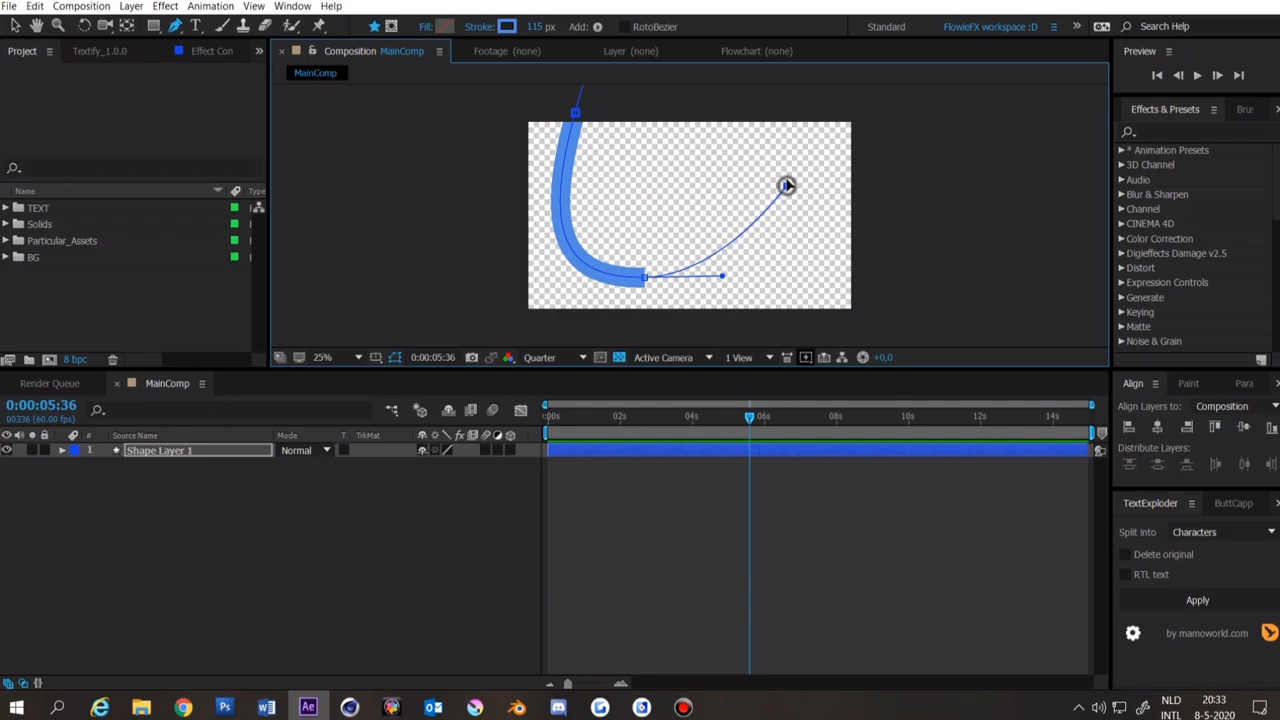 File Edit Composition Layer Effect Animation View Window Help
Fill: Stroke: 115 px Add: RotoBezier Standard FlowieFX workspace :D Search Help
Project Textify_1.0.0 Effect Con Composition MainComp Footage (none) Layer (none) Flowchart (none) Preview
MainComp
Effects & Presets Bru
* Animation Presets
3D Channel
Audio
Blur & Sharpen
Channel
CINEMA 4D
Color Correction
Digieffects Damage v2.5
Distort
Expression Controls
Generate
Keying
Matte
Noise & Grain
Name Type
TEXT
Solids
Particular_Assets
BG
8 bpc
25% 0:00:05:36 Quarter Active Camera 1 View +0,0
Render Queue MainComp
0:00:05:36
00336 (60.00 fps)
:00s 02s 04s 06s 08s 10s 12s 14s
# Source Name Mode T TrkMat
1 Shape Layer 1 Normal
Align Paint Para
Align Layers to: Composition
Distribute Layers:
TextExploder ButtCapp
Split into Characters
Delete original
RTL text
Apply
by mamoworld.com
Ps Ae
NLD
INTL
20:33
8-5-2020